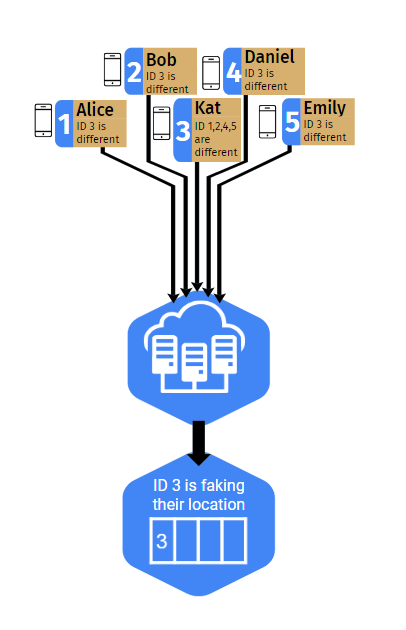 2
Bob
ID 3 is
different
4
Daniel
ID 3 is
different
1
Alice
ID 3 is
different
3
Kat
ID 1,2,4,5
are
different
5
Emily
ID 3 is
different
ID 3 is faking
their location
3